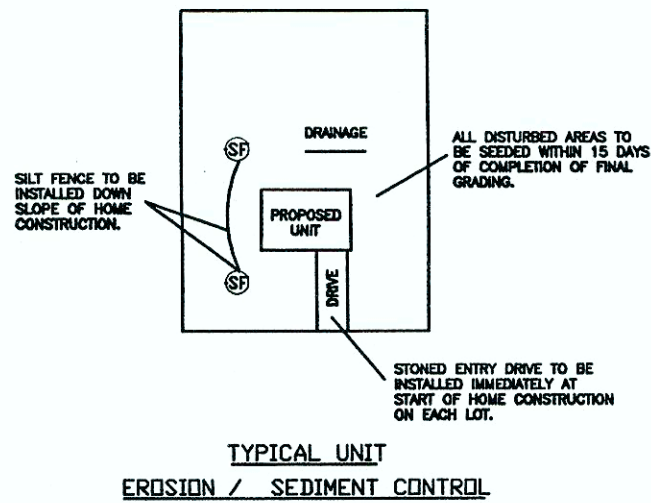 DRAINAGE
SF
ALL DISTURBED AREAS TO
BE SEEDED WITHIN 15 DAYS
OF COMPLETION OF FINAL
GRADING.
SILT FENCE TO BE
INSTALLED DOWN
SLOPE OF HOME
CONSTRUCTION.
PROPOSED
UNIT
SF
DRIVE
STONED ENTRY DRIVE TO BE
INSTALLED IMMEDIATELY AT
START OF HOME CONSTRUCTION
ON EACH LOT.
TYPICAL UNIT
EROSION / SEDIMENT CONTROL